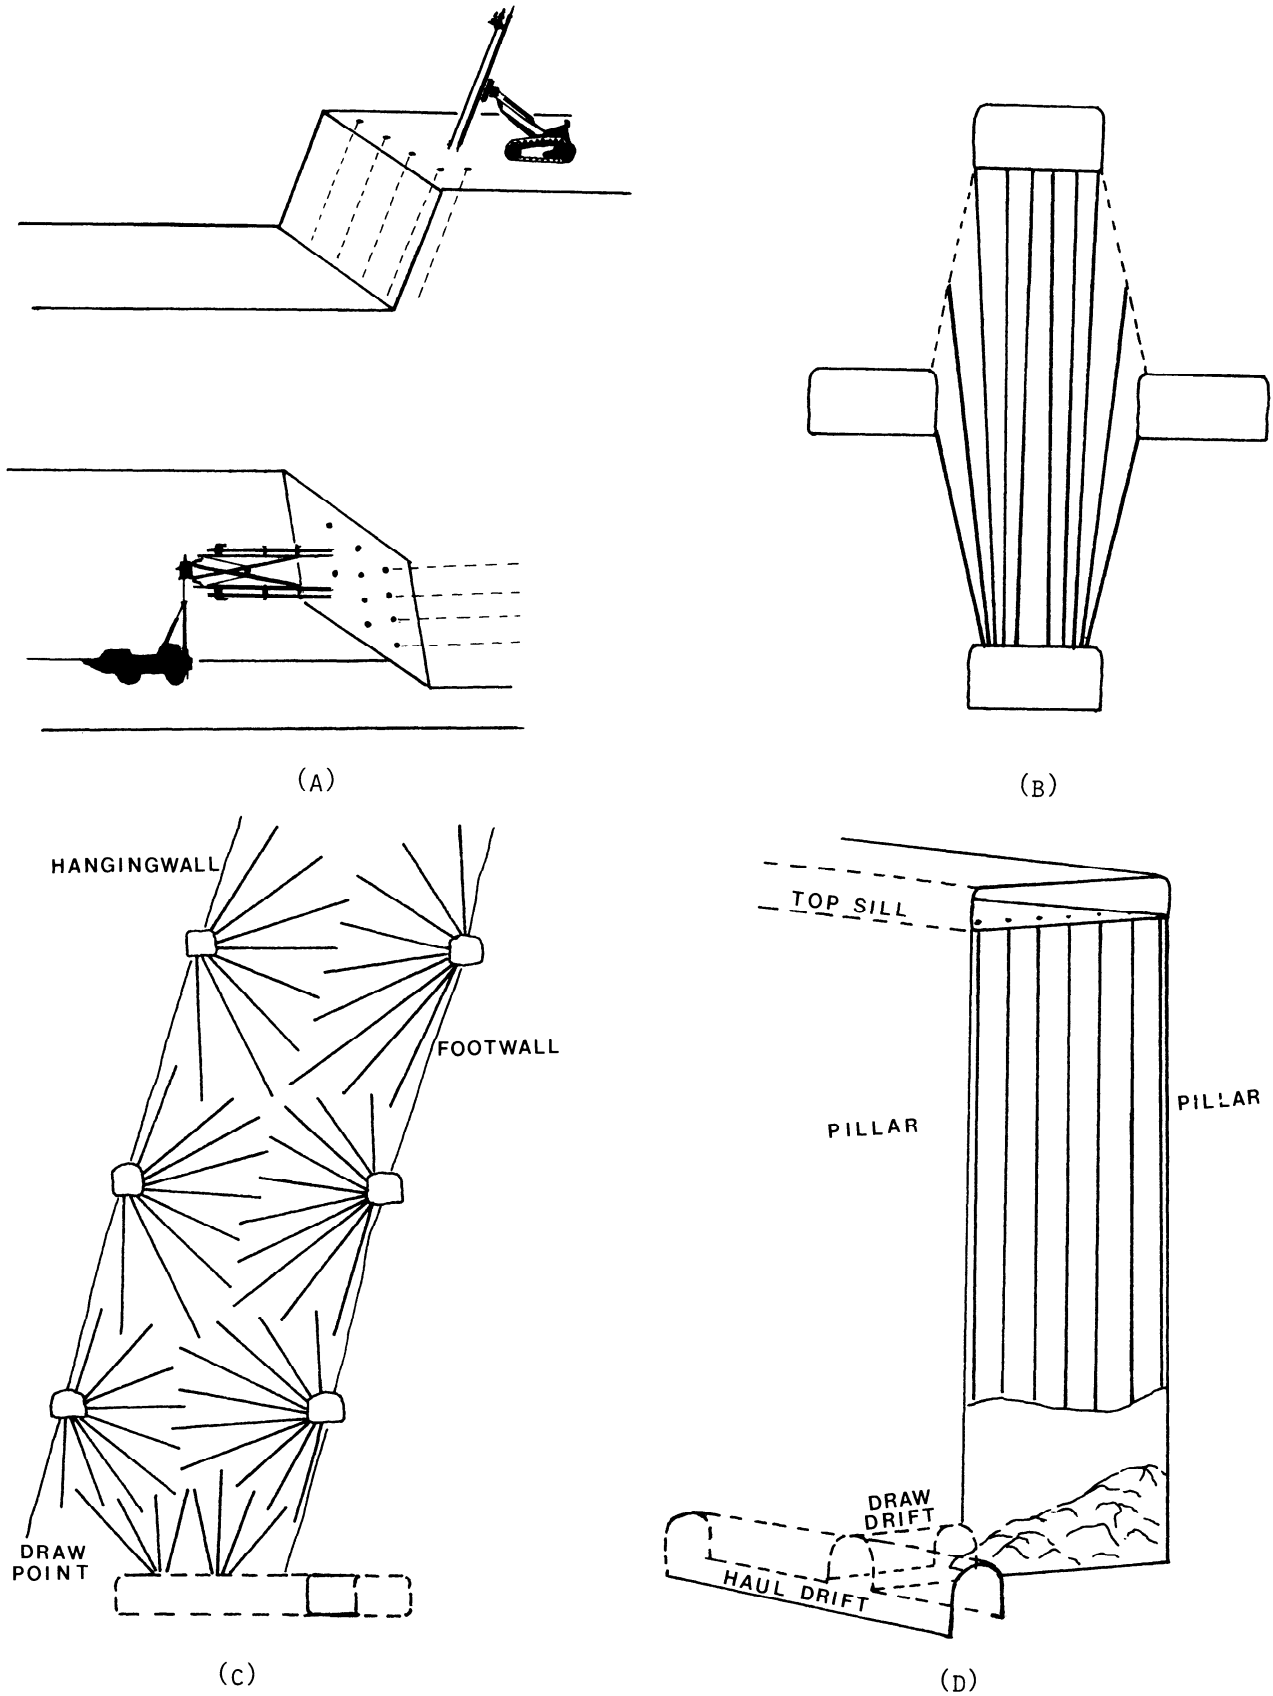 (A)
(B)
HANGINGWALL
FOOTWALL
DRAW
POINT
(C)
TOP SILL
PILLAR
PILLAR
DRAW
DRIFT
HAUL DRIFT
(D)